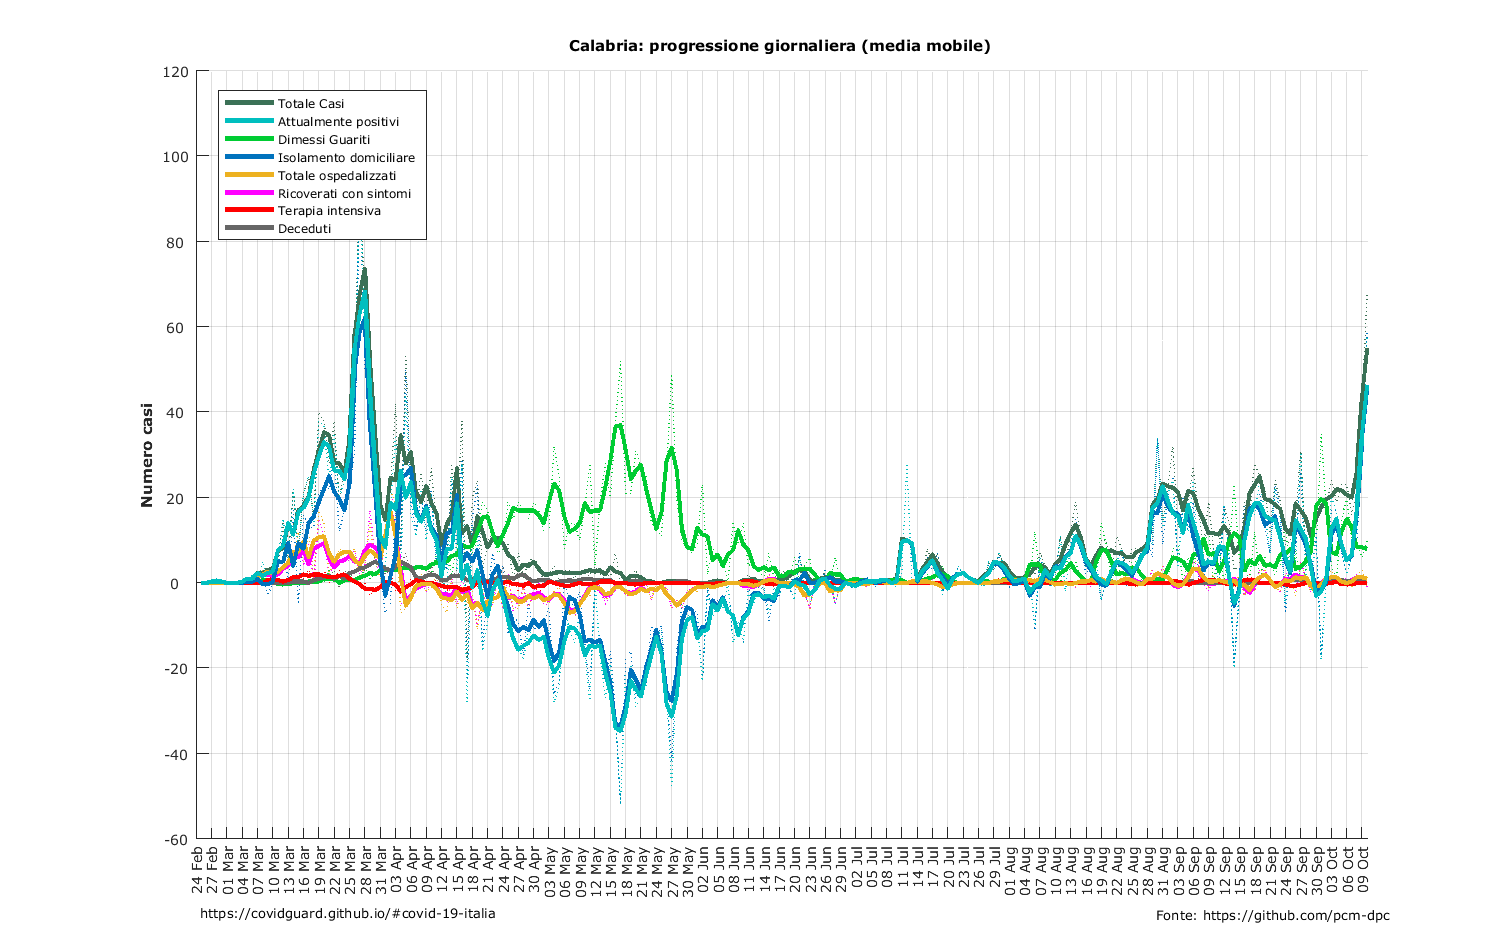 Calabria: progressione giornaliera (media mobile)
120
100
80
60
40
20
0
-20
-40
-60
Numero casi
Totale Casi
Attualmente positivi
Dimessi Guariti
Isolamento domiciliare
Totale ospedalizzati
Ricoverati con sintomi
Terapia intensiva
Deceduti
24 Feb
27 Feb
01 Mar
04 Mar
07 Mar
10 Mar
13 Mar
16 Mar
19 Mar
22 Mar
25 Mar
28 Mar
31 Mar
03 Apr
06 Apr
09 Apr
12 Apr
15 Apr
18 Apr
21 Apr
24 Apr
27 Apr
30 Apr
03 May
06 May
09 May
12 May
15 May
18 May
21 May
24 May
27 May
30 May
02 Jun
05 Jun
08 Jun
11 Jun
14 Jun
17 Jun
20 Jun
23 Jun
26 Jun
29 Jun
02 Jul
05 Jul
08 Jul
11 Jul
14 Jul
17 Jul
20 Jul
23 Jul
26 Jul
29 Jul
01 Aug
04 Aug
07 Aug
10 Aug
13 Aug
16 Aug
19 Aug
22 Aug
25 Aug
28 Aug
31 Aug
03 Sep
06 Sep
09 Sep
12 Sep
15 Sep
18 Sep
21 Sep
24 Sep
27 Sep
30 Sep
03 Oct
06 Oct
09 Oct
https://covidguard.github.io/#covid-19-italia
Fonte: https://github.com/pcm-dpc